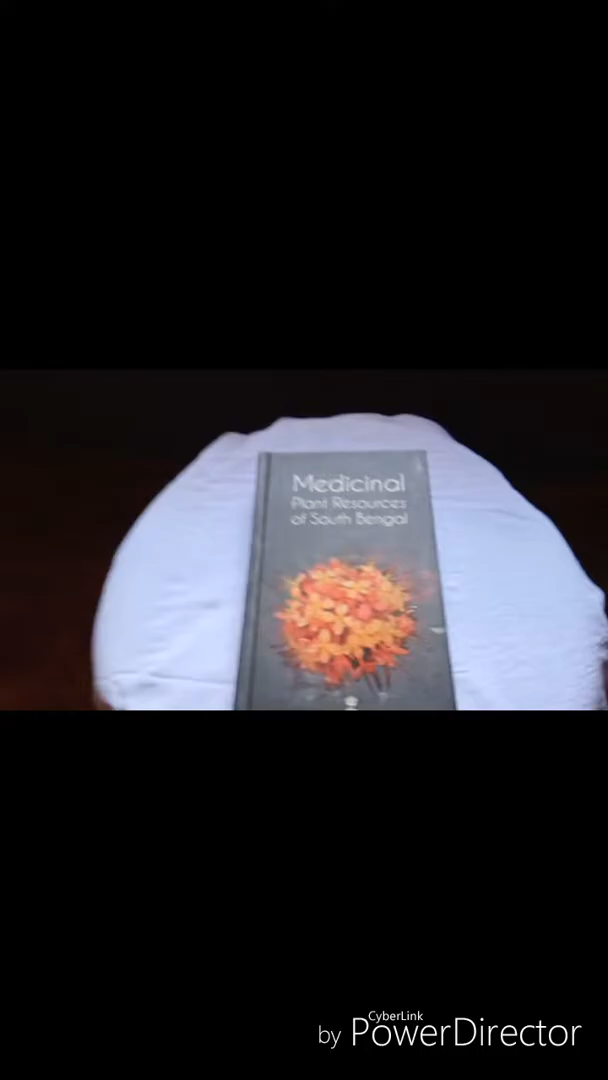 Medicinal
Plant Resources
of South Bengal
CyberLink
by PowerDirector